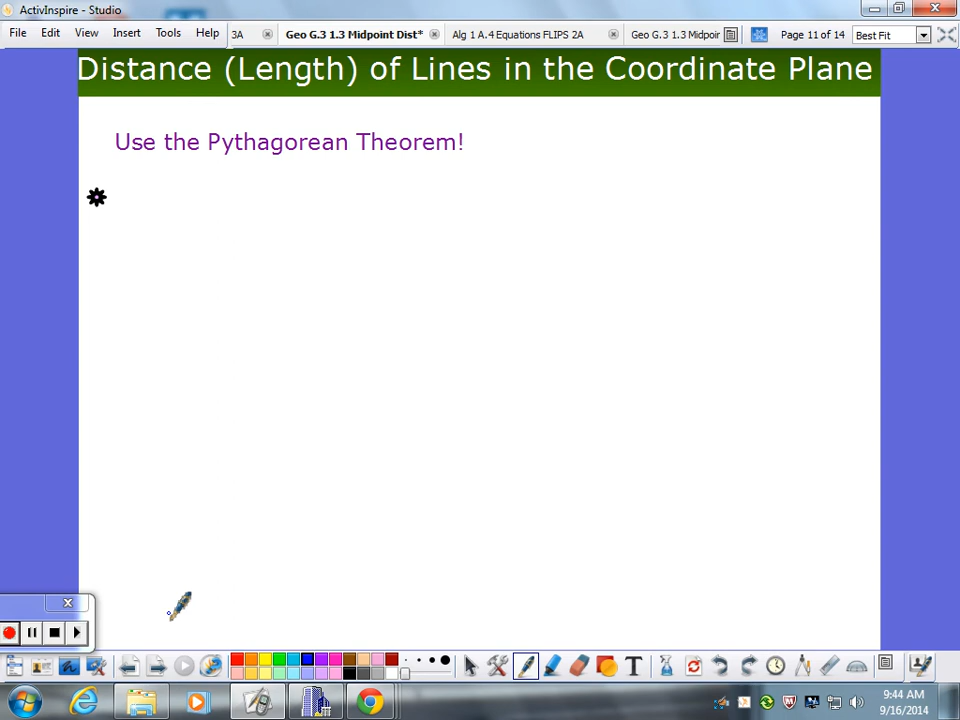 ActivInspire - Studio
File Edit View Insert Tools Help 3A Geo G.3 1.3 Midpoint Dist* Alg 1 A.4 Equations FLIPS 2A Geo G.3 1.3 Midpoir Page 11 of 14 Best Fit
Distance (Length) of Lines in the Coordinate Plane
Use the Pythagorean Theorem!
9:44 AM
9/16/2014